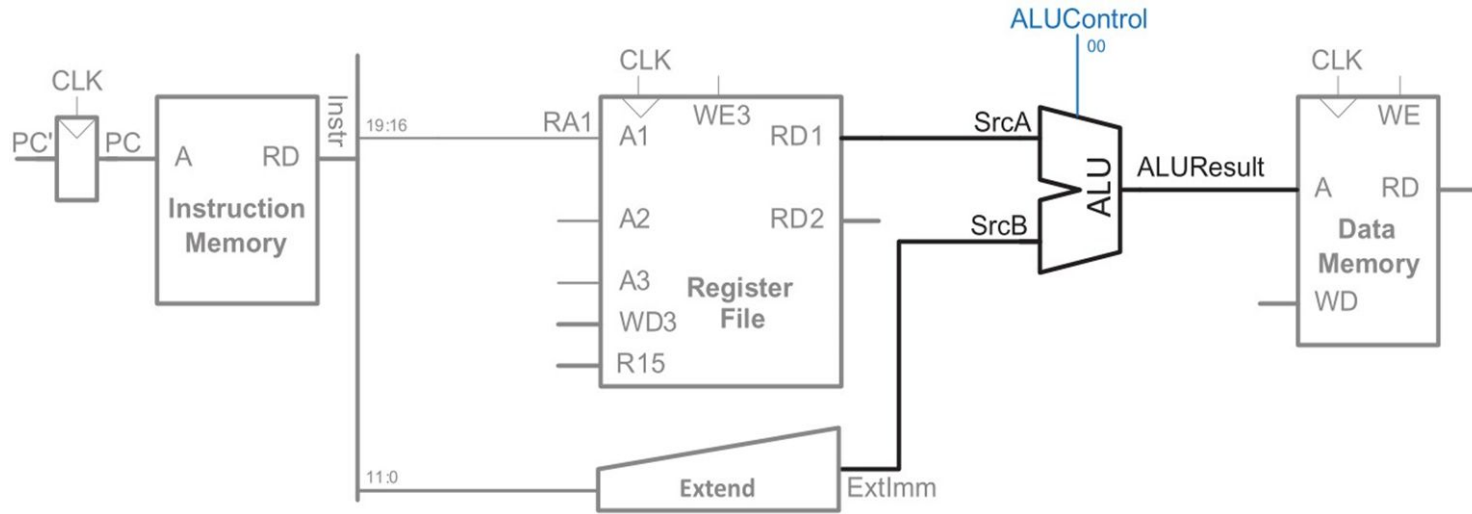 ALUControl
00
CLK
CLK
CLK
PC'
PC
A
RD
Instruction
Memory
Instr
19:16
RA1
A1
WE3
RD1
A2
RD2
A3
WD3
R15
Register
File
SrcA
SrcB
ALU
ALUResult
WE
A
RD
Data
Memory
WD
11:0
Extend
ExtImm